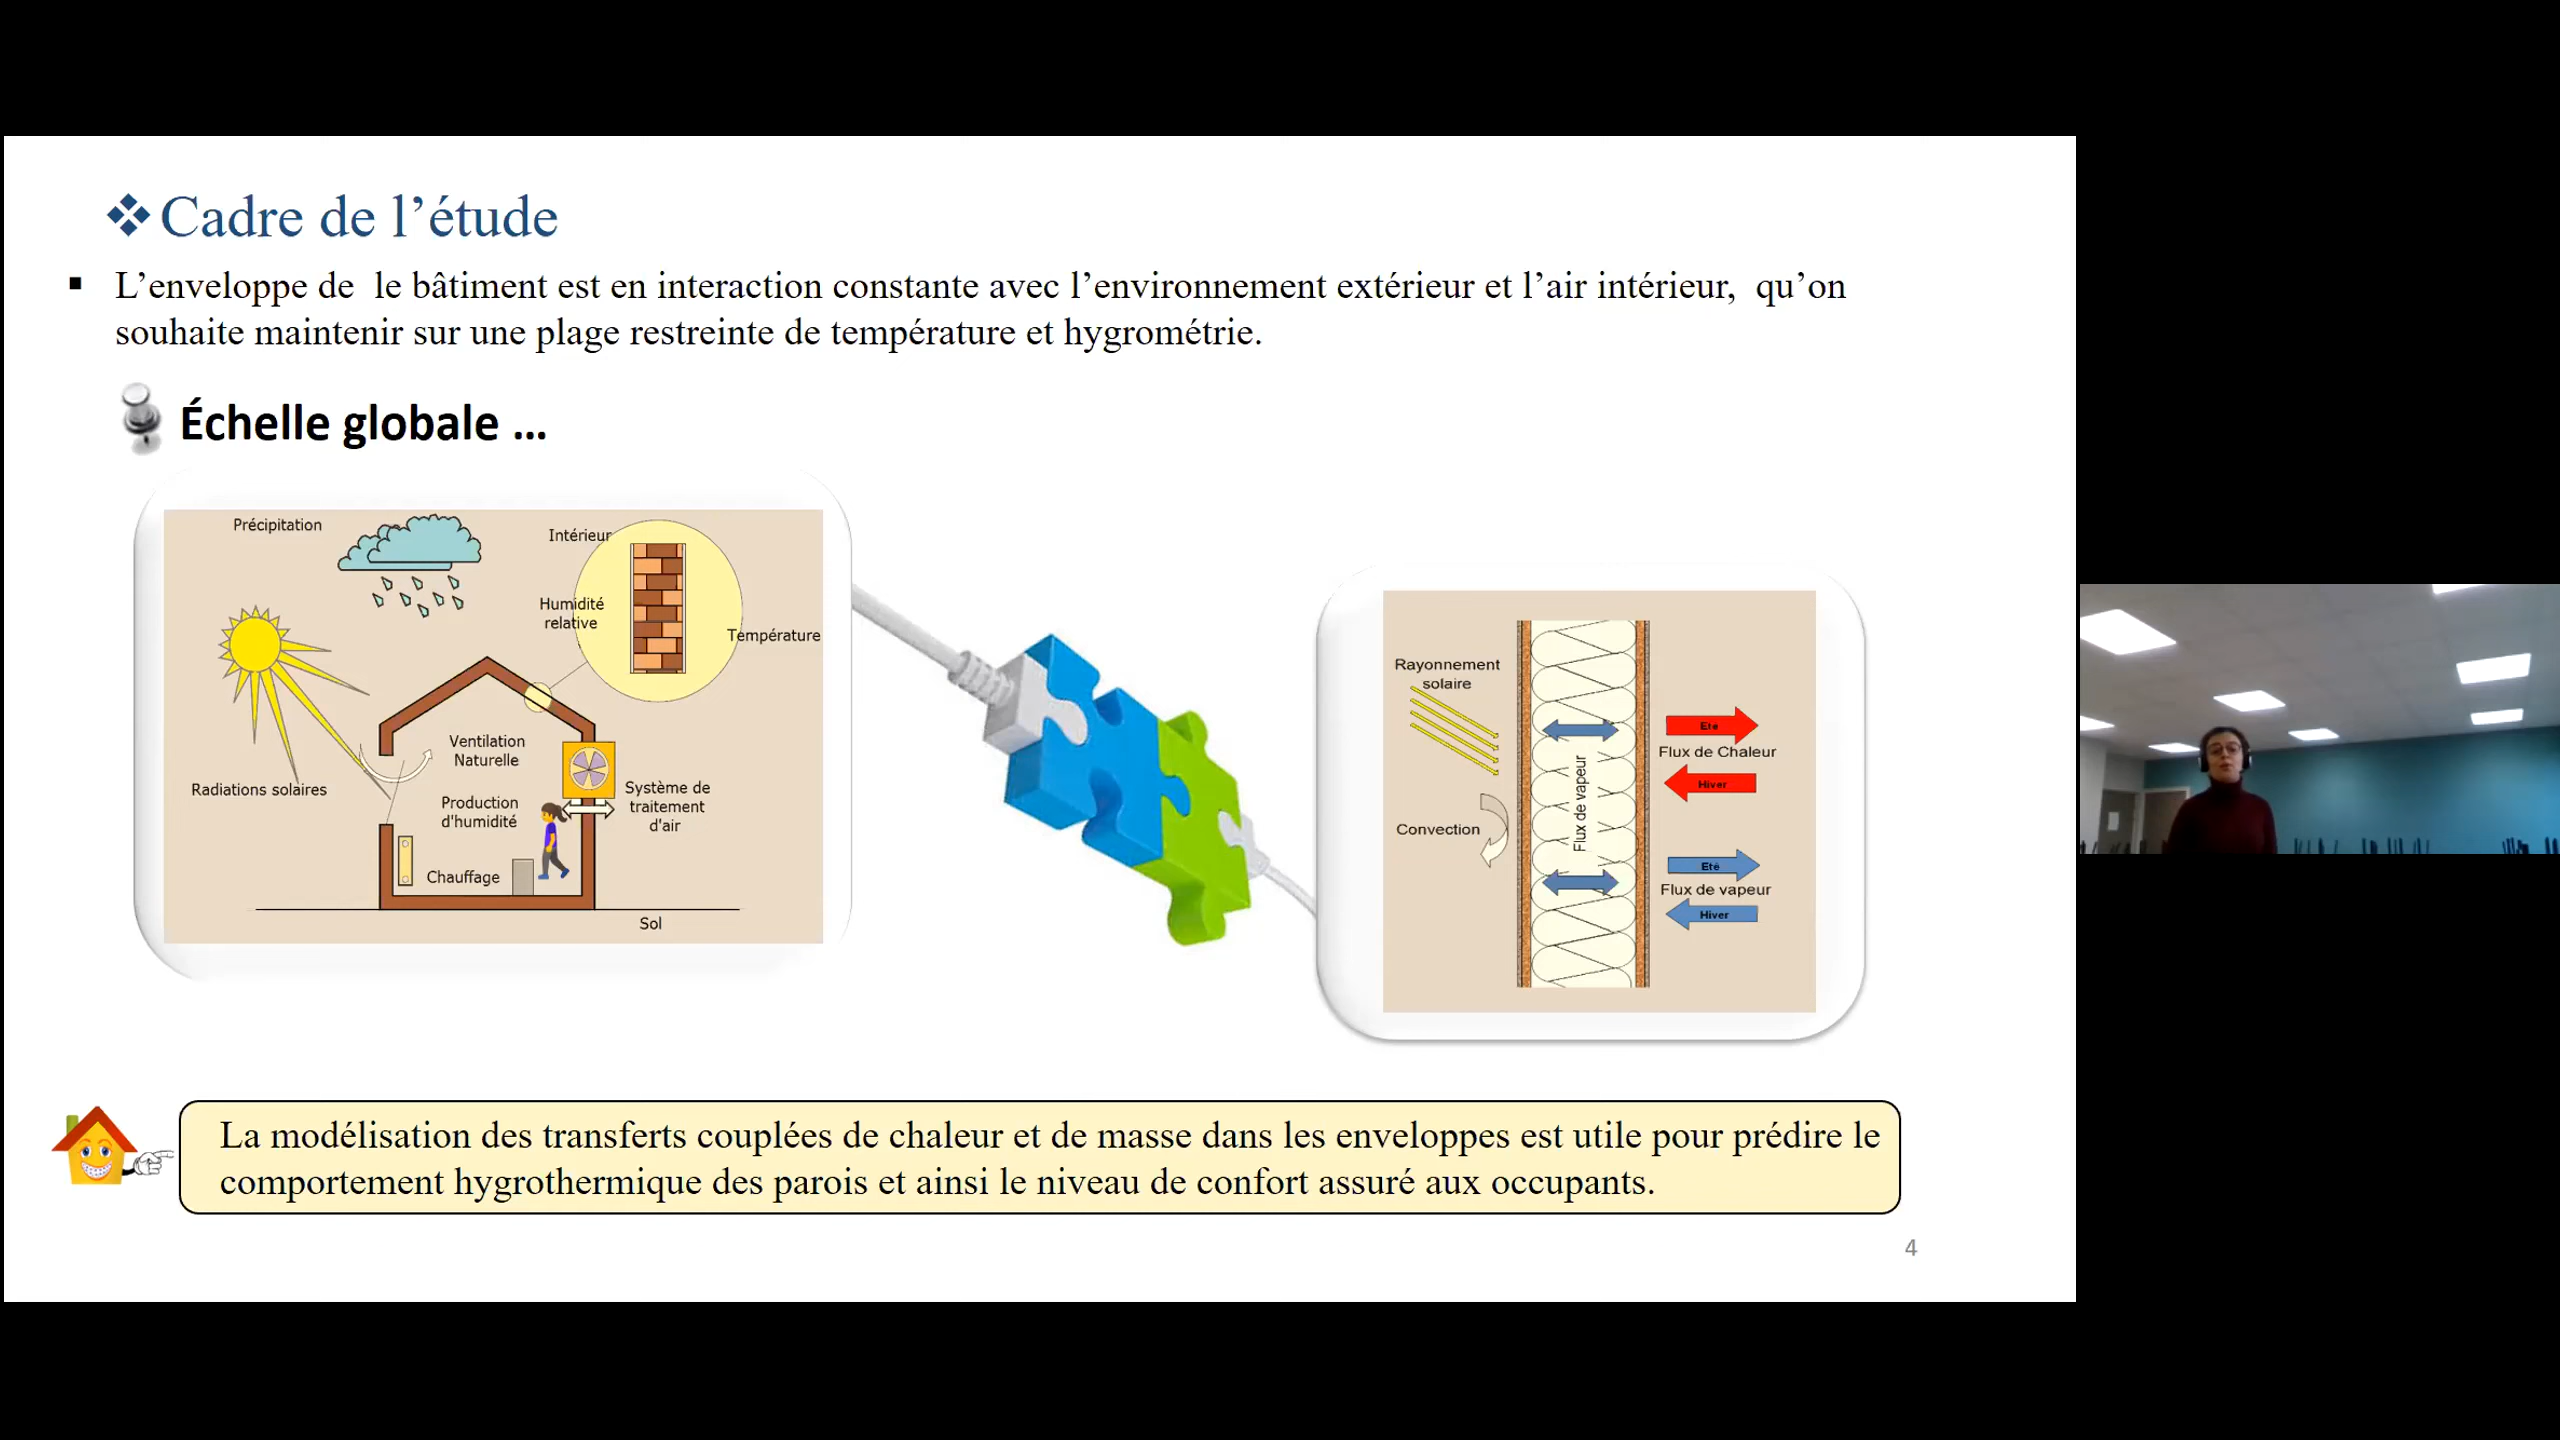 ❖Cadre de l’étude
▪ L’enveloppe de le bâtiment est en interaction constante avec l’environnement extérieur et l’air intérieur, qu’on
souhaite maintenir sur une plage restreinte de température et hygrométrie.
Échelle globale ...
Précipitation
Intérieur
Humidité
relative
Température
Radiations solaires
Ventilation
Naturelle
Production
d'humidité
Système de
traitement
d'air
Chauffage
Sol
Rayonnement
solaire
Convection
Flux de vapeur
Ete
Flux de Chaleur
Hiver
Eté
Flux de vapeur
Hiver
La modélisation des transferts couplées de chaleur et de masse dans les enveloppes est utile pour prédire le
comportement hygrothermique des parois et ainsi le niveau de confort assuré aux occupants.
4